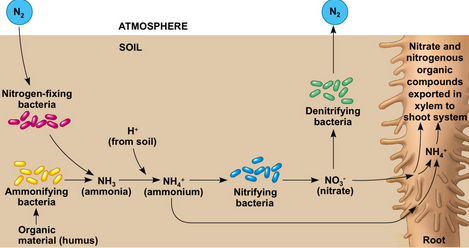 N₂
N₂
ATMOSPHERE
SOIL
Nitrate and
nitrogenous
organic
compounds
exported in
xylem to
shoot system
Nitrogen-fixing
bacteria
Denitrifying
bacteria
H⁺
(from soil)
NH₄⁺
NH₃
(ammonia)
NH₄⁺
(ammonium)
NO₃⁻
(nitrate)
Ammonifying
bacteria
Nitrifying
bacteria
Organic
material (humus)
Root